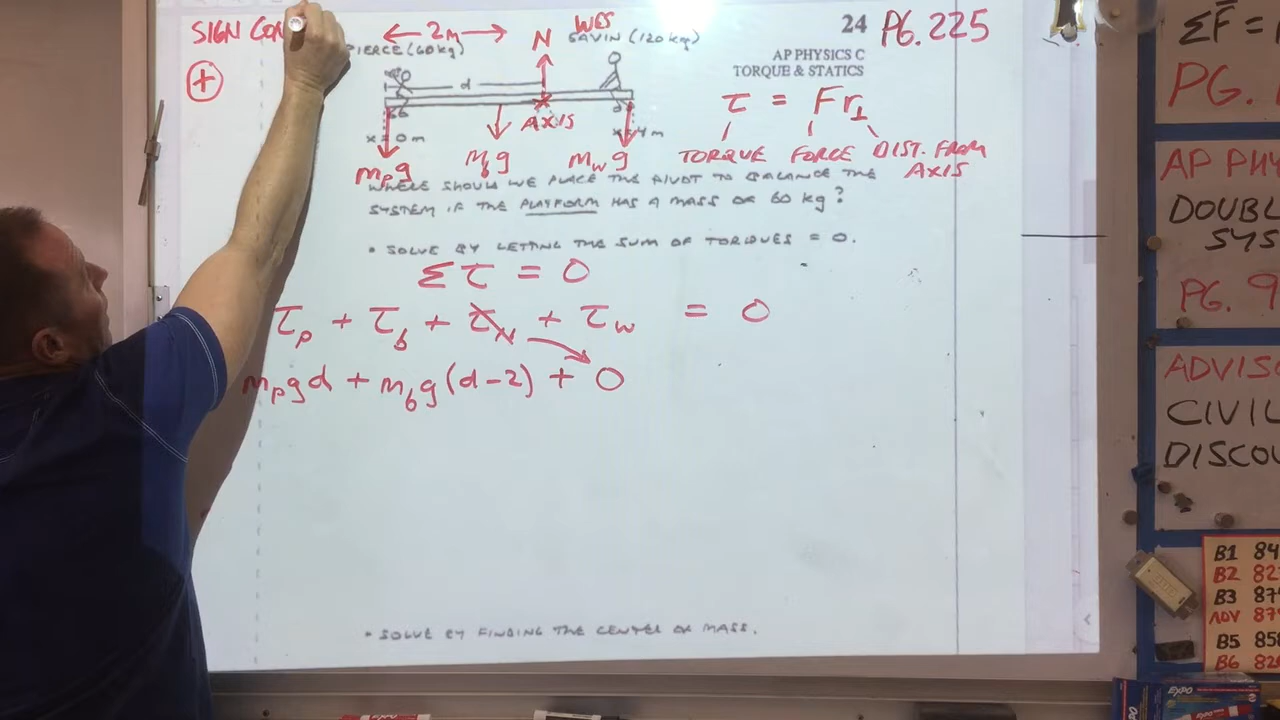 SIGN CON
+
2m
PIERCE (60kg)
N
WES
GAVIN (120kg)
24 PG. 225
AP PHYSICS C
TORQUE & STATICS
d
AXIS
x = 0 m
4 m
mpg
mbg
mwg
τ = Fr⊥
TORQUE FORCE DIST. FROM AXIS
WHERE SHOULD WE PLACE THE PIVOT TO BALANCE THE
SYSTEM IF THE PLATFORM HAS A MASS OF 60 kg?
• SOLVE BY LETTING THE SUM OF TORQUES = 0.
Στ = 0
τp + τb + τN + τw = 0
mpgd + mbg(d-2) + 0
• SOLVE BY FINDING THE CENTER OF MASS.
ΣF =
PG.
AP PHY
DOUBL
SYS
PG. 9
ADVIS
CIVIL
DISCOU
B1 84
B2 82
B3 87
NOV 87
B5 85
B6 82
EXPO